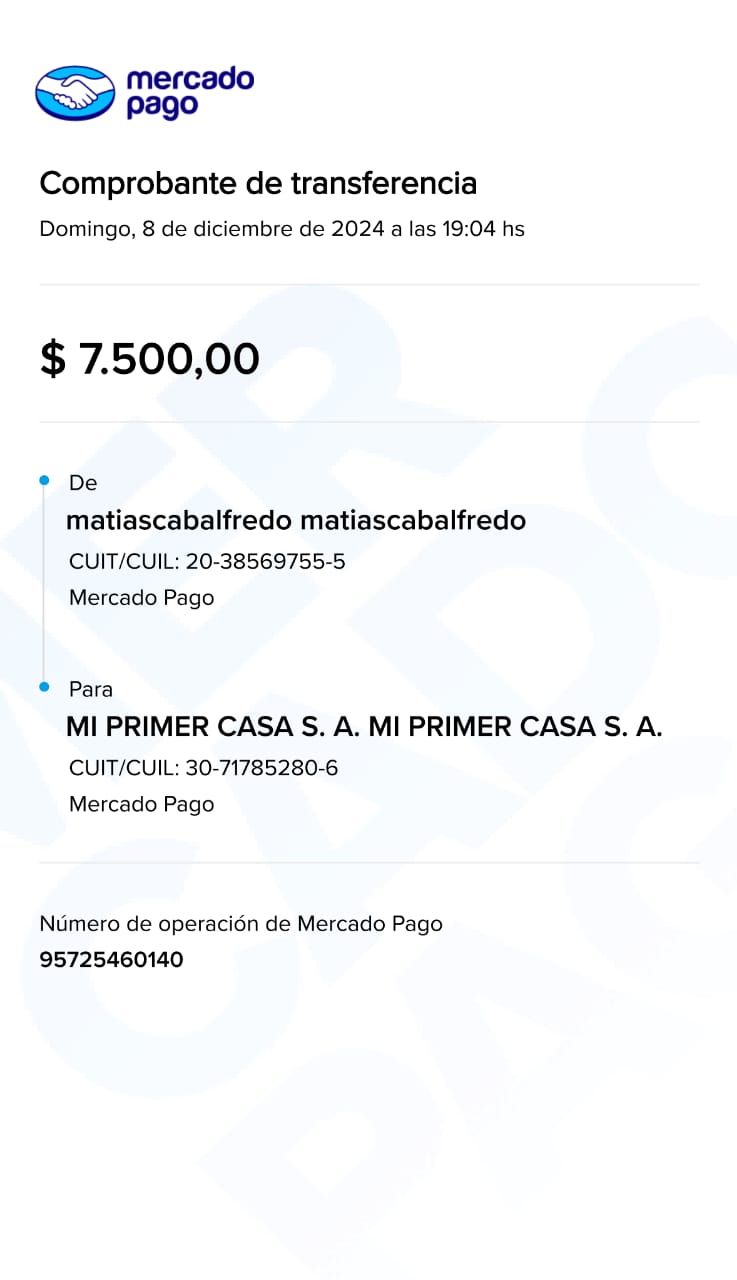 mercado
pago
Comprobante de transferencia
Domingo, 8 de diciembre de 2024 a las 19:04 hs
$ 7.500,00
De
matiascabalfredo matiascabalfredo
CUIT/CUIL: 20-38569755-5
Mercado Pago
Para
MI PRIMER CASA S. A. MI PRIMER CASA S. A.
CUIT/CUIL: 30-71785280-6
Mercado Pago
Número de operación de Mercado Pago
95725460140